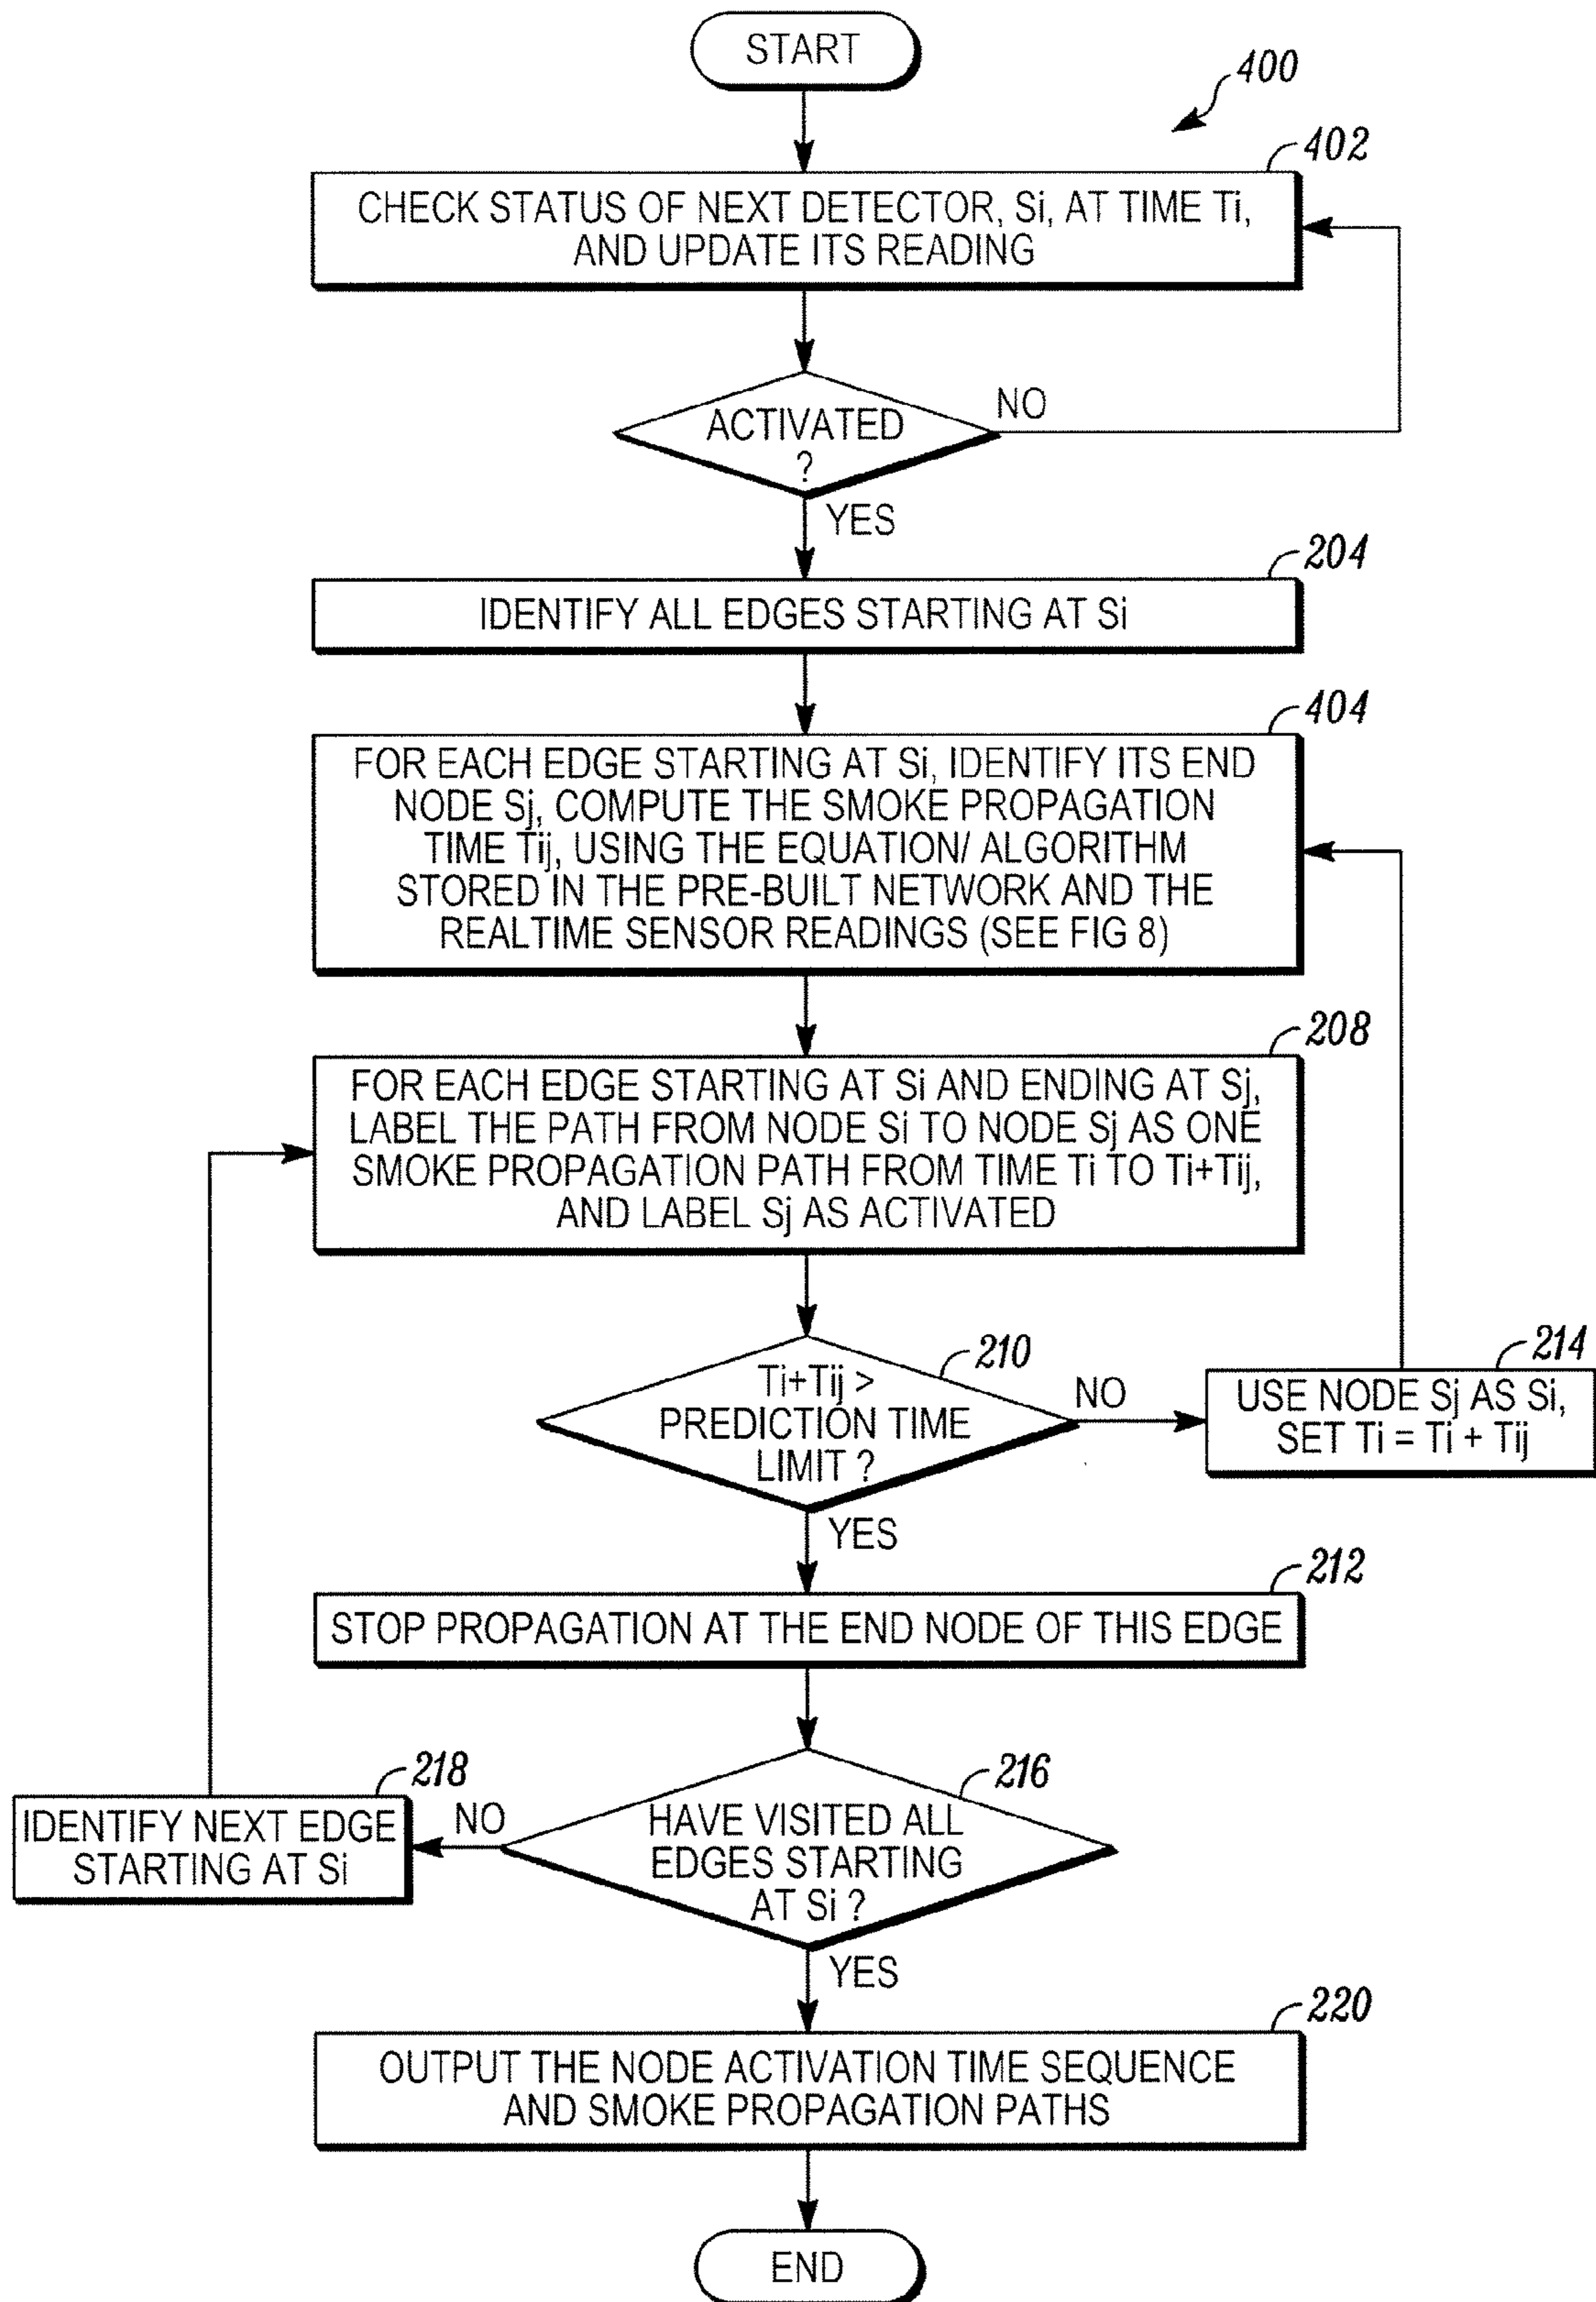 START
400
402
CHECK STATUS OF NEXT DETECTOR, Si, AT TIME Ti,
AND UPDATE ITS READING
ACTIVATED
?
NO
YES
204
IDENTIFY ALL EDGES STARTING AT Si
404
FOR EACH EDGE STARTING AT Si, IDENTIFY ITS END
NODE Sj, COMPUTE THE SMOKE PROPAGATION
TIME Tij, USING THE EQUATION/ ALGORITHM
STORED IN THE PRE-BUILT NETWORK AND THE
REALTIME SENSOR READINGS (SEE FIG 8)
208
FOR EACH EDGE STARTING AT Si AND ENDING AT Sj,
LABEL THE PATH FROM NODE Si TO NODE Sj AS ONE
SMOKE PROPAGATION PATH FROM TIME Ti TO Ti+Tij,
AND LABEL Sj AS ACTIVATED
210
Ti+Tij >
PREDICTION TIME
LIMIT ?
NO
214
USE NODE Sj AS Si,
SET Ti = Ti + Tij
YES
212
STOP PROPAGATION AT THE END NODE OF THIS EDGE
216
HAVE VISITED ALL
EDGES STARTING
AT Si ?
NO
218
IDENTIFY NEXT EDGE
STARTING AT Si
YES
220
OUTPUT THE NODE ACTIVATION TIME SEQUENCE
AND SMOKE PROPAGATION PATHS
END